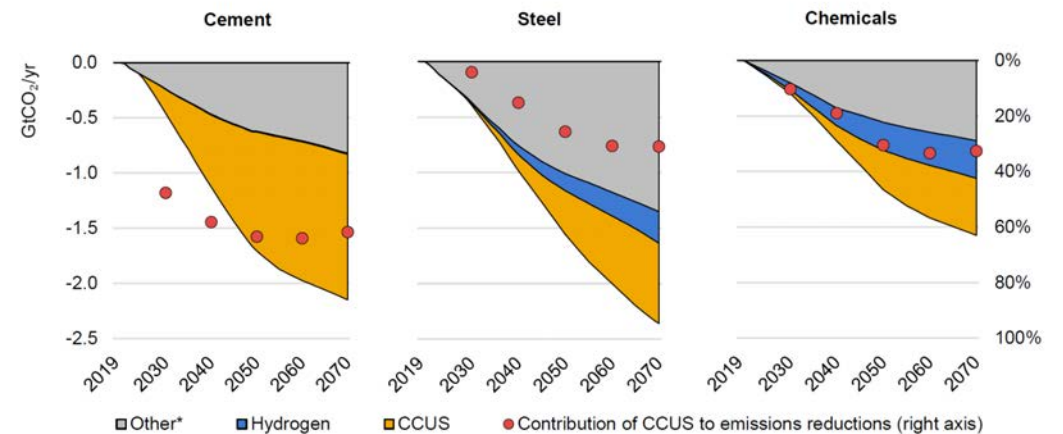 Cement Steel Chemicals
GtCO₂/yr
0.0 0%
-0.5 20%
-1.0 40%
-1.5 60%
-2.0 80%
-2.5 100%
2019 2030 2040 2050 2060 2070 2019 2030 2040 2050 2060 2070 2019 2030 2040 2050 2060 2070
Other* Hydrogen CCUS Contribution of CCUS to emissions reductions (right axis)